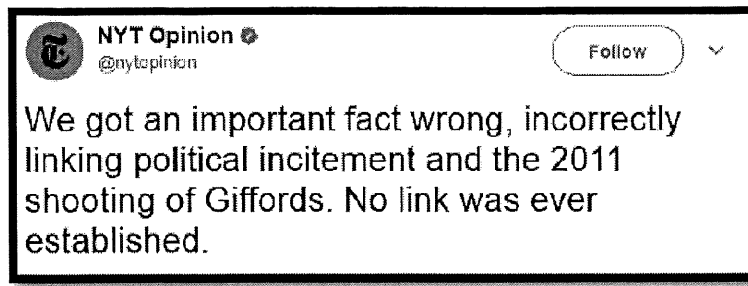 NYT Opinion
@nytopinion
Follow
We got an important fact wrong, incorrectly
linking political incitement and the 2011
shooting of Giffords. No link was ever
established.